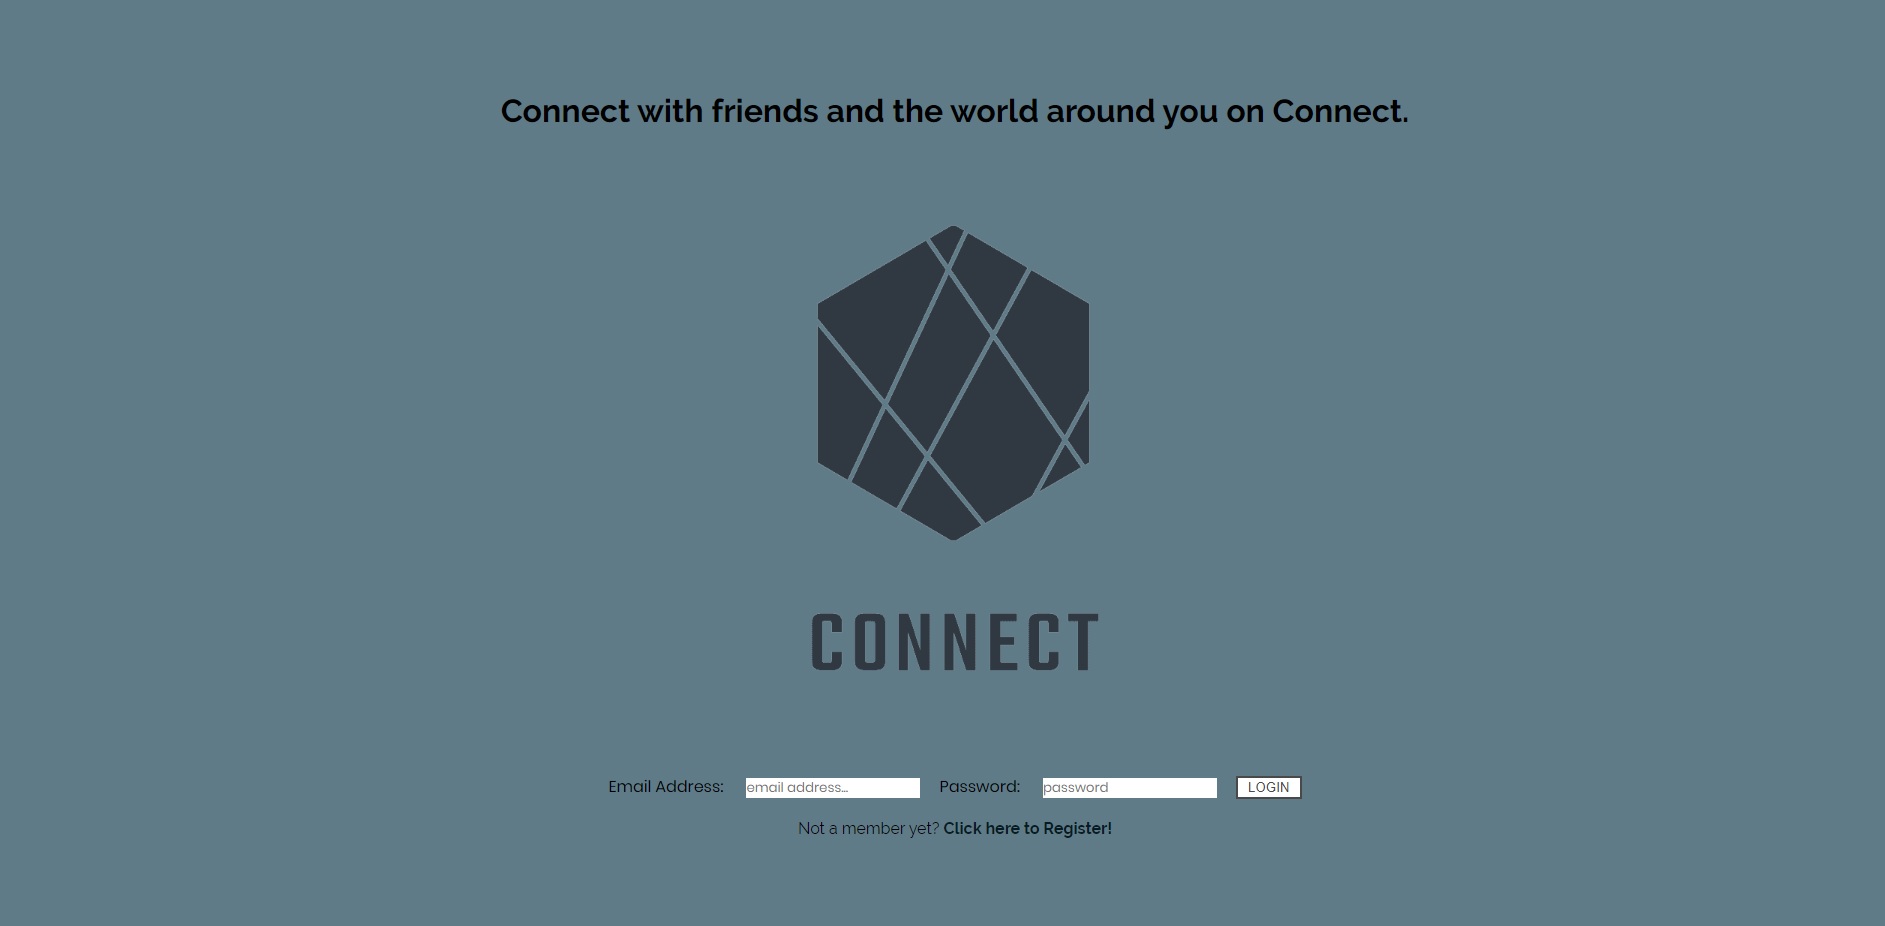 Connect with friends and the world around you on Connect.
CONNECT
Email Address: email address... Password: password LOGIN
Not a member yet? Click here to Register!